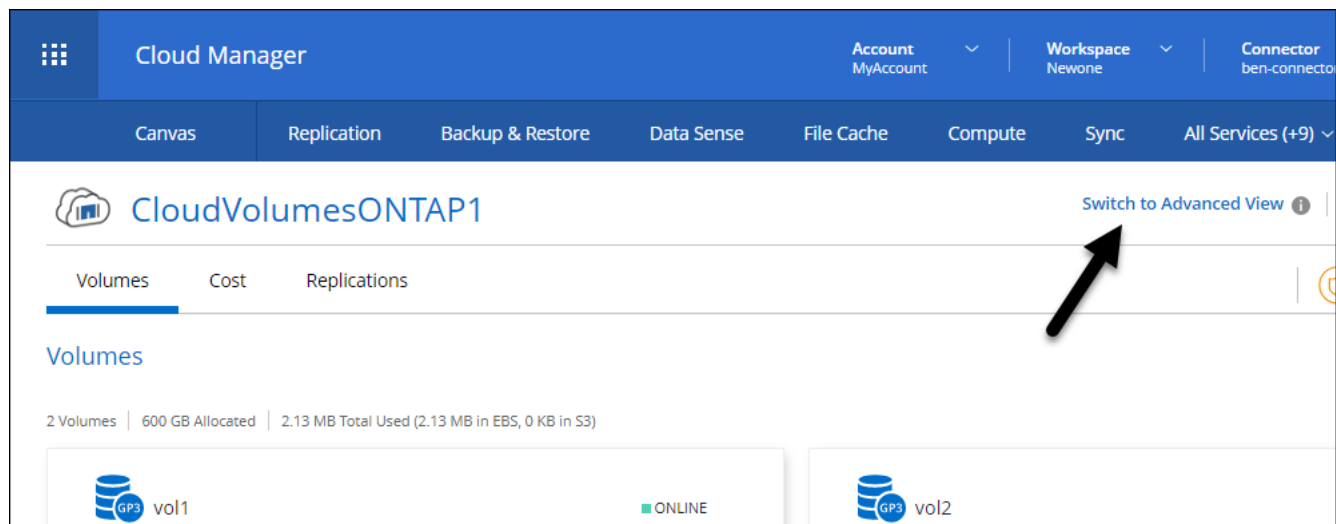 Cloud Manager
Account
MyAccount
Workspace
Newone
Connector
ben-connector
Canvas Replication Backup & Restore Data Sense File Cache Compute Sync All Services (+9)
CloudVolumesONTAP1
Switch to Advanced View
Volumes Cost Replications
Volumes
2 Volumes | 600 GB Allocated | 2.13 MB Total Used (2.13 MB in EBS, 0 KB in S3)
GP3 vol1 ONLINE
GP3 vol2